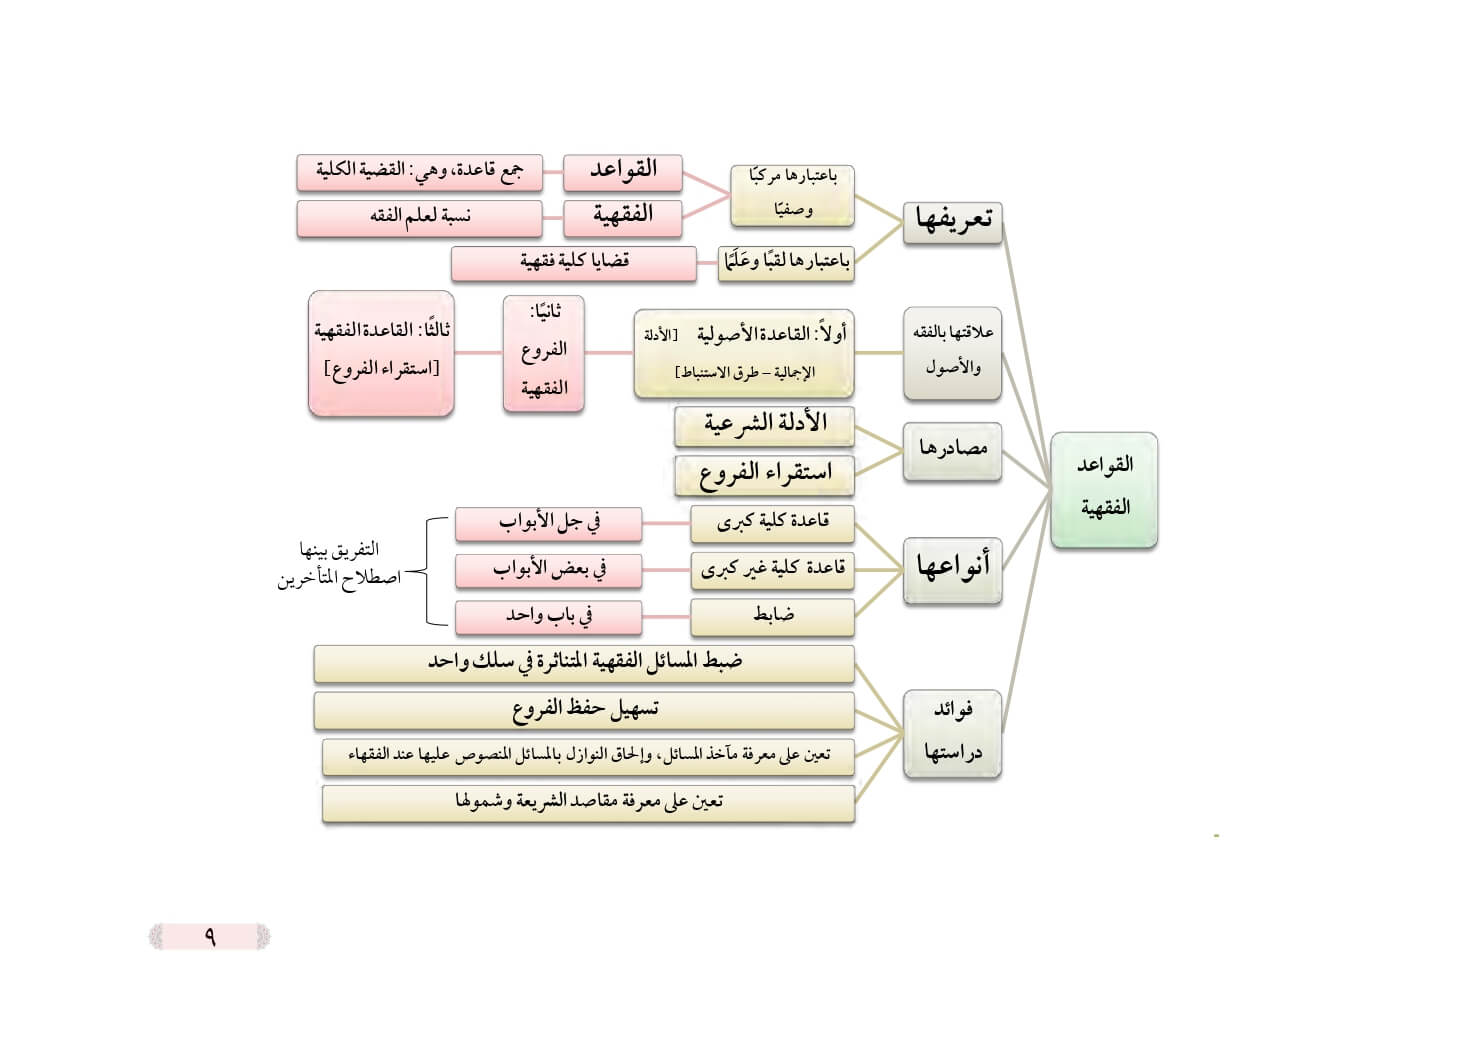 القواعد
الفقهية
تعريفها
باعتبارها مركبًا
وصفيًا
القواعد
جمع قاعدة، وهي: القضية الكلية
الفقهية
نسبة لعلم الفقه
باعتبارها لقبًا وعَلَمًا
قضايا كلية فقهية
علاقتها بالفقه
والأصول
أولاً: القاعدة الأصولية [الأدلة
الإجمالية – طرق الاستنباط]
ثانيًا:
الفروع
الفقهية
ثالثًا: القاعدة الفقهية
[استقراء الفروع]
مصادرها
الأدلة الشرعية
استقراء الفروع
أنواعها
قاعدة كلية كبرى
في جل الأبواب
قاعدة كلية غير كبرى
في بعض الأبواب
ضابط
في باب واحد
التفريق بينها
اصطلاح المتأخرين
فوائد
دراستها
ضبط المسائل الفقهية المتناثرة في سلك واحد
تسهيل حفظ الفروع
تعين على معرفة مآخذ المسائل، وإلحاق النوازل بالمسائل المنصوص عليها عند الفقهاء
تعين على معرفة مقاصد الشريعة وشمولها
٩